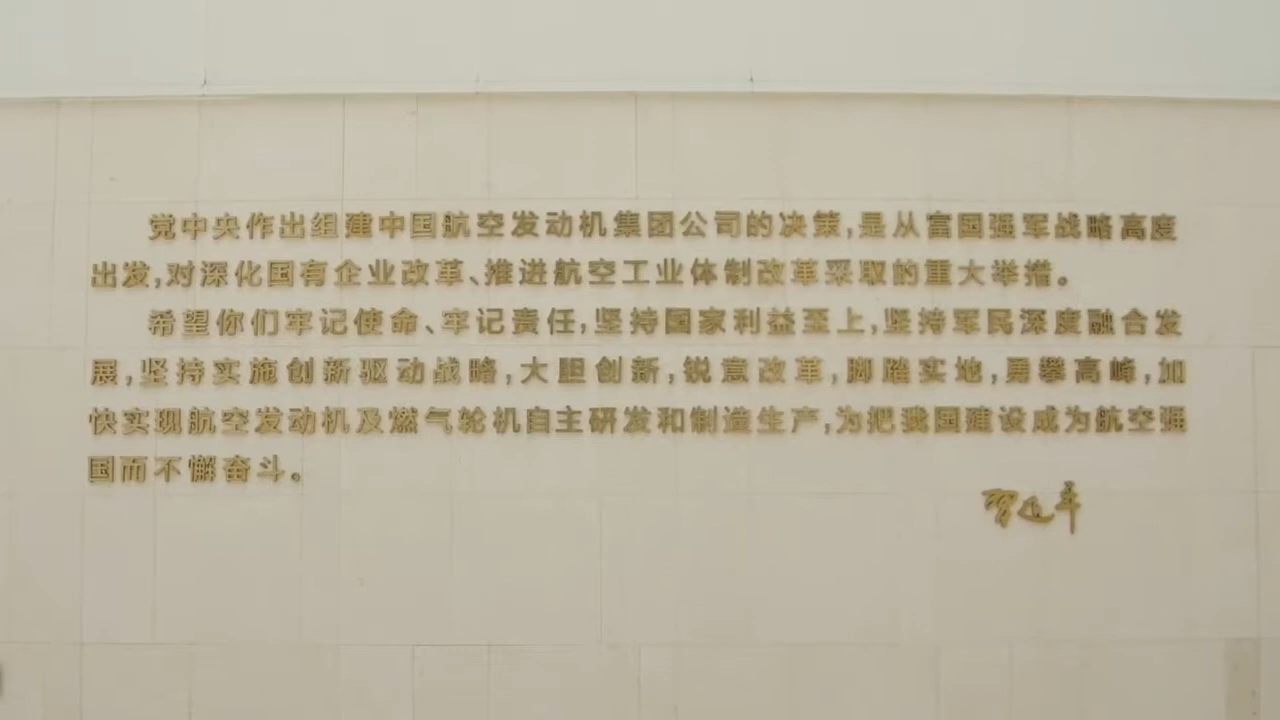 党中央作出组建中国航空发动机集团公司的决策,是从富国强军战略高度
出发,对深化国有企业改革、推进航空工业体制改革采取的重大举措。
希望你们牢记使命、牢记责任,坚持国家利益至上,坚持军民深度融合发
展,坚持实施创新驱动战略,大胆创新,锐意改革,脚踏实地,勇攀高峰,加
快实现航空发动机及燃气轮机自主研发和制造生产,为把我国建设成为航空强
国而不懈奋斗。
习近平